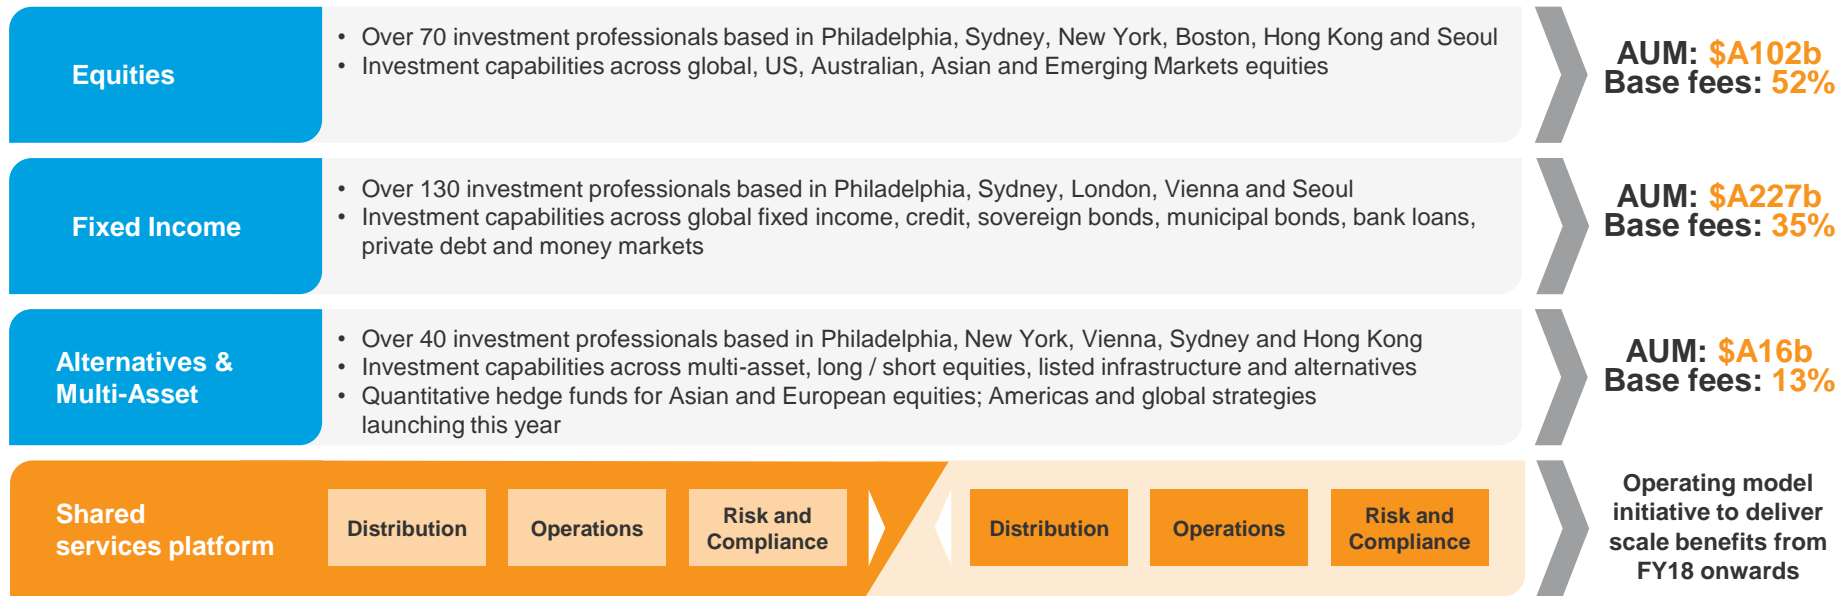 Equities
• Over 70 investment professionals based in Philadelphia, Sydney, New York, Boston, Hong Kong and Seoul
• Investment capabilities across global, US, Australian, Asian and Emerging Markets equities
AUM: $A102b
Base fees: 52%
Fixed Income
• Over 130 investment professionals based in Philadelphia, Sydney, London, Vienna and Seoul
• Investment capabilities across global fixed income, credit, sovereign bonds, municipal bonds, bank loans,
private debt and money markets
AUM: $A227b
Base fees: 35%
Alternatives &
Multi-Asset
• Over 40 investment professionals based in Philadelphia, New York, Vienna, Sydney and Hong Kong
• Investment capabilities across multi-asset, long / short equities, listed infrastructure and alternatives
• Quantitative hedge funds for Asian and European equities; Americas and global strategies
launching this year
AUM: $A16b
Base fees: 13%
Shared
services platform
Distribution
Operations
Risk and
Compliance
Distribution
Operations
Risk and
Compliance
Operating model
initiative to deliver
scale benefits from
FY18 onwards